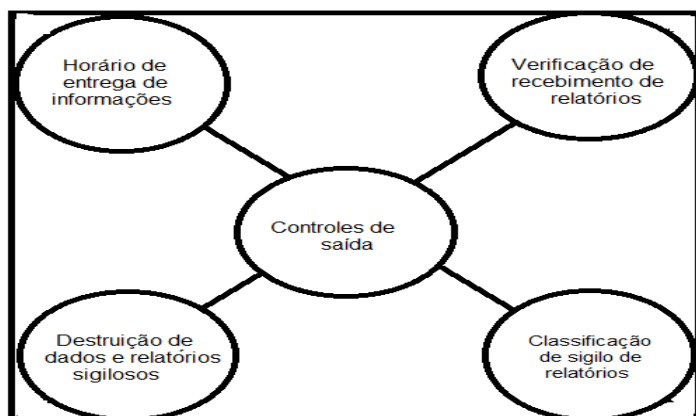 Horário de
entrega de
informações
Verificação de
recebimento de
relatórios
Controles de
saída
Destruição de
dados e relatórios
sigilosos
Classificação
de sigilo de
relatórios